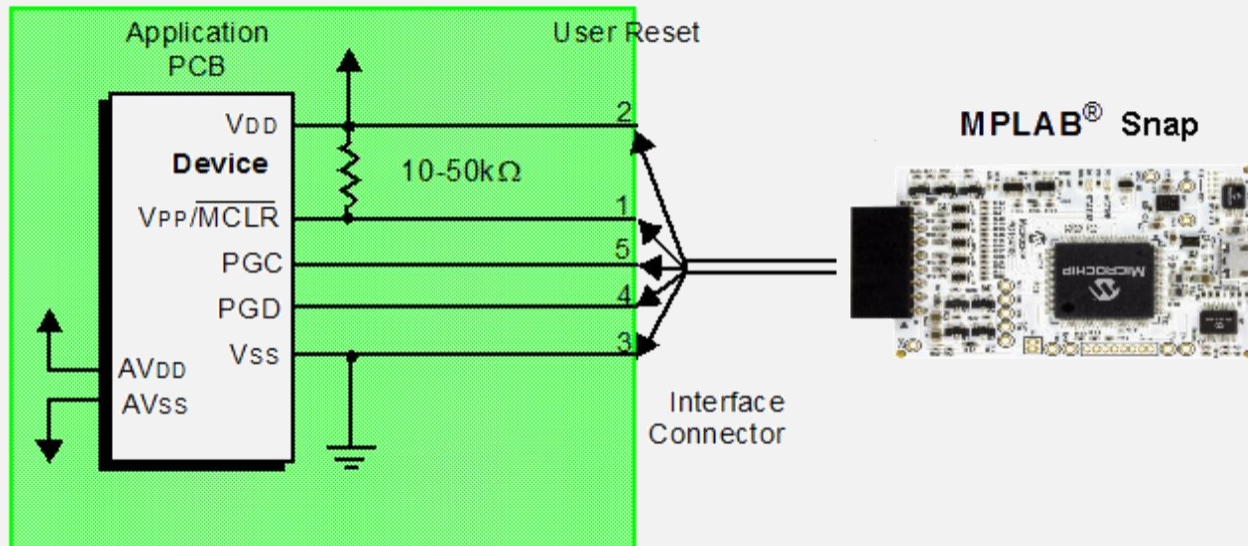 Application
PCB
User Reset
VDD
Device
VPP/MCLR
PGC
PGD
VSS
AVDD
AVSS
10-50kΩ
2
1
5
4
3
Interface
Connector
MPLAB® Snap
MICROCHIP